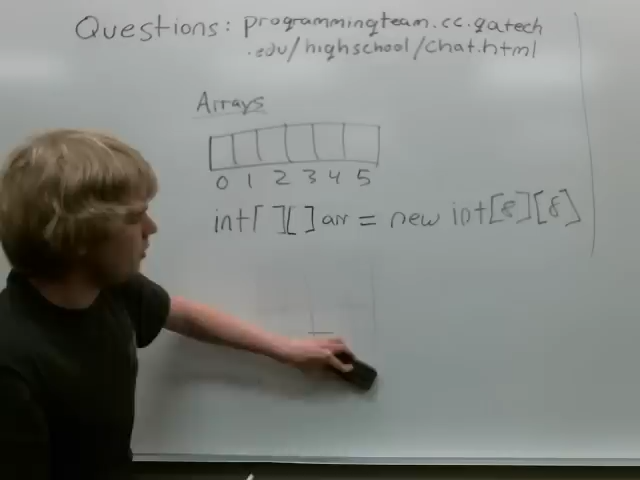 Questions: programmingteam.cc.gatech
.edu/highschool/chat.html
Arrays
0 1 2 3 4 5
int[ ][ ] arr = new int[8][8]